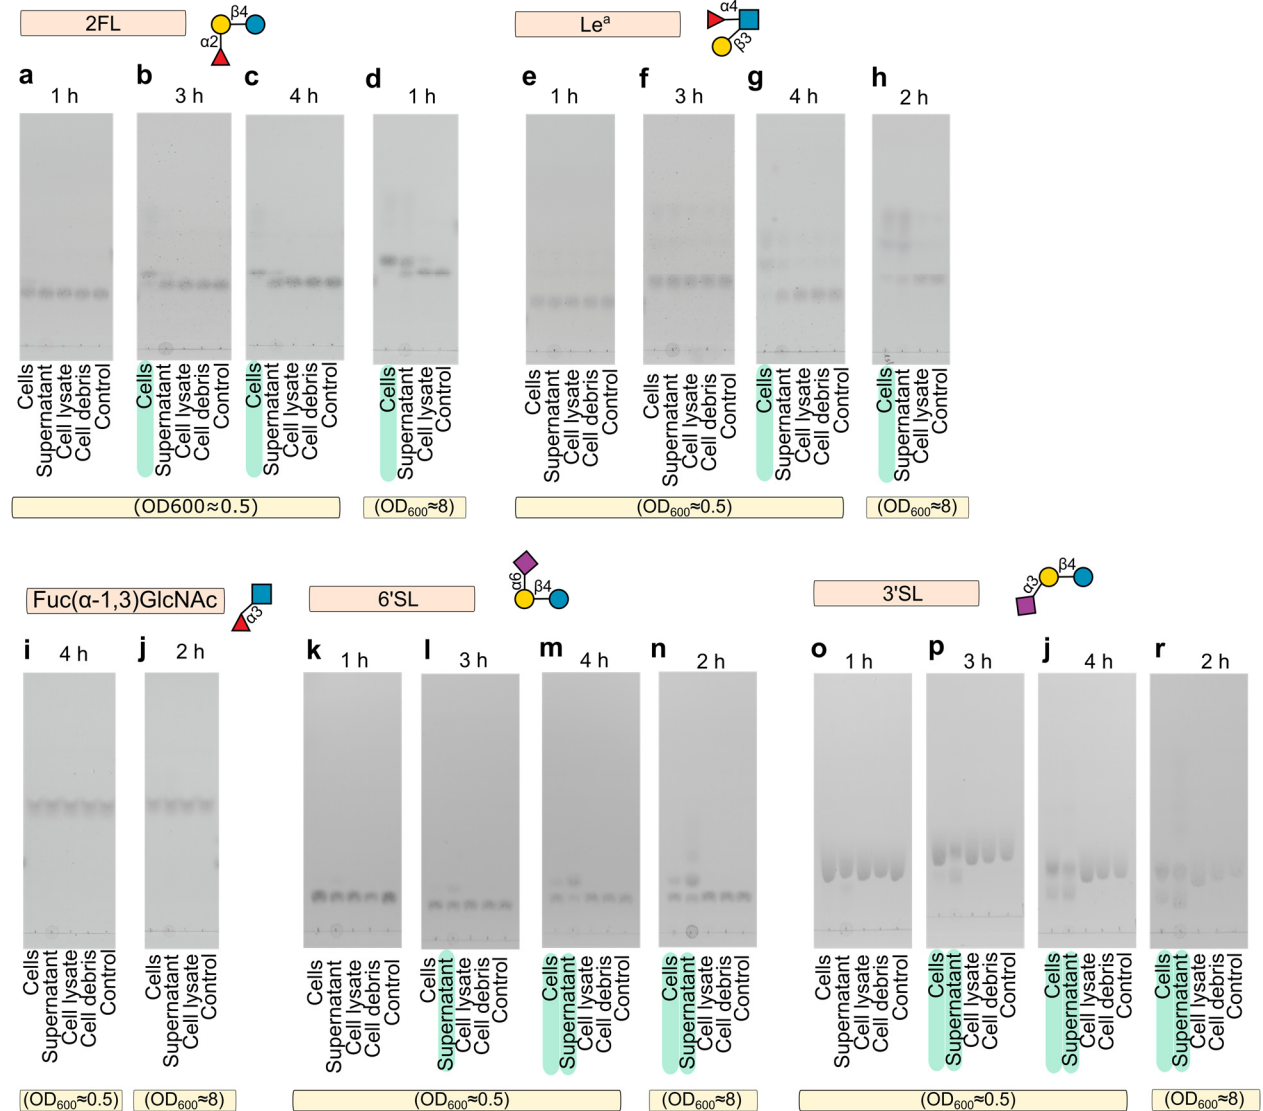 2FL
β4
α2
Leᵃ
α4
β3
a
b
c
d
e
f
g
h
1 h
3 h
4 h
1 h
1 h
3 h
4 h
2 h
Cells
Supernatant
Cell lysate
Cell debris
Control
Cells
Supernatant
Cell lysate
Cell debris
Control
Cells
Supernatant
Cell lysate
Cell debris
Control
Cells
Supernatant
Cell lysate
Control
Cells
Supernatant
Cell lysate
Cell debris
Control
Cells
Supernatant
Cell lysate
Cell debris
Control
Cells
Supernatant
Cell lysate
Cell debris
Control
Cells
Supernatant
Cell lysate
Control
(OD600≈0.5)
(OD₆₀₀≈8)
(OD₆₀₀≈0.5)
(OD₆₀₀≈8)
Fuc(α-1,3)GlcNAc
α3
6'SL
α6
β4
3'SL
α3
β4
i
j
k
l
m
n
o
p
j
r
4 h
2 h
1 h
3 h
4 h
2 h
1 h
3 h
4 h
2 h
Cells
Supernatant
Cell lysate
Cell debris
Control
Cells
Supernatant
Cell lysate
Control
Cells
Supernatant
Cell lysate
Cell debris
Control
Cells
Supernatant
Cell lysate
Cell debris
Control
Cells
Supernatant
Cell lysate
Cell debris
Control
Cells
Supernatant
Cell lysate
Cell debris
Control
Cells
Supernatant
Cell lysate
Cell debris
Control
Cells
Supernatant
Cell lysate
Cell debris
Control
Cells
Supernatant
Cell lysate
Cell debris
Control
Cells
Supernatant
Cell lysate
Cell debris
Control
(OD₆₀₀≈0.5)
(OD₆₀₀≈8)
(OD₆₀₀≈0.5)
(OD₆₀₀≈8)
(OD₆₀₀≈0.5)
(OD₆₀₀≈8)